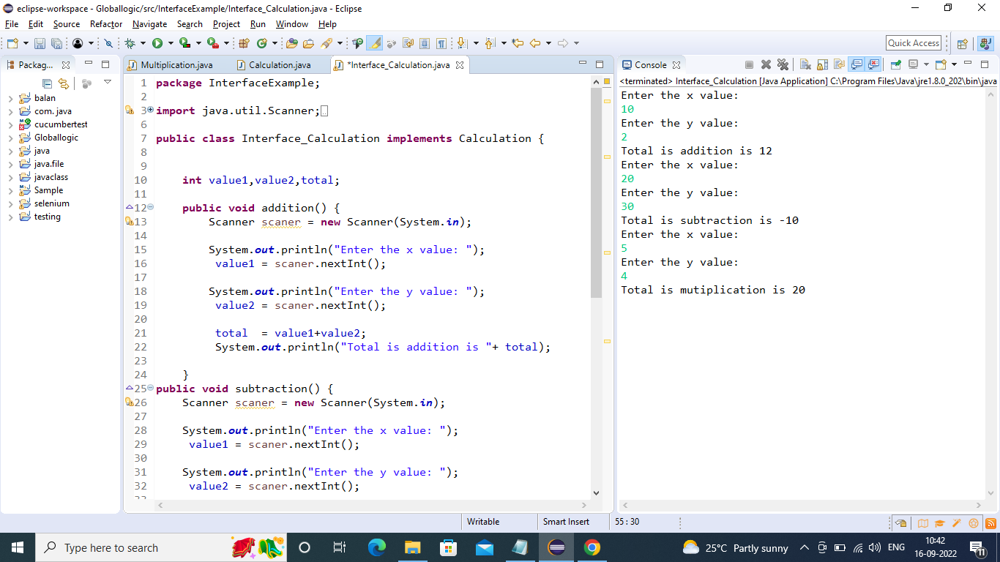 eclipse-workspace - Globallogic/src/InterfaceExample/Interface_Calculation.java - Eclipse
File Edit Source Refactor Navigate Search Project Run Window Help
Quick Access
Packag...
balan
com. java
cucumbertest
Globallogic
java
java.file
javaclass
Sample
selenium
testing
Multiplication.java Calculation.java *Interface_Calculation.java
1 package InterfaceExample;
2
3 import java.util.Scanner;
6
7 public class Interface_Calculation implements Calculation {
8
9
10 int value1,value2,total;
11
12 public void addition() {
13 Scanner scaner = new Scanner(System.in);
14
15 System.out.println("Enter the x value: ");
16 value1 = scaner.nextInt();
17
18 System.out.println("Enter the y value: ");
19 value2 = scaner.nextInt();
20
21 total  = value1+value2;
22 System.out.println("Total is addition is "+ total);
23
24 }
25 public void subtraction() {
26 Scanner scaner = new Scanner(System.in);
27
28 System.out.println("Enter the x value: ");
29 value1 = scaner.nextInt();
30
31 System.out.println("Enter the y value: ");
32 value2 = scaner.nextInt();
Console
<terminated> Interface_Calculation [Java Application] C:\Program Files\Java\jre1.8.0_202\bin\java
Enter the x value:
10
Enter the y value:
2
Total is addition is 12
Enter the x value:
20
Enter the y value:
30
Total is subtraction is -10
Enter the x value:
5
Enter the y value:
4
Total is mutiplication is 20
Writable Smart Insert 55 : 30
Type here to search
25°C Partly sunny
ENG
10:42
16-09-2022
11